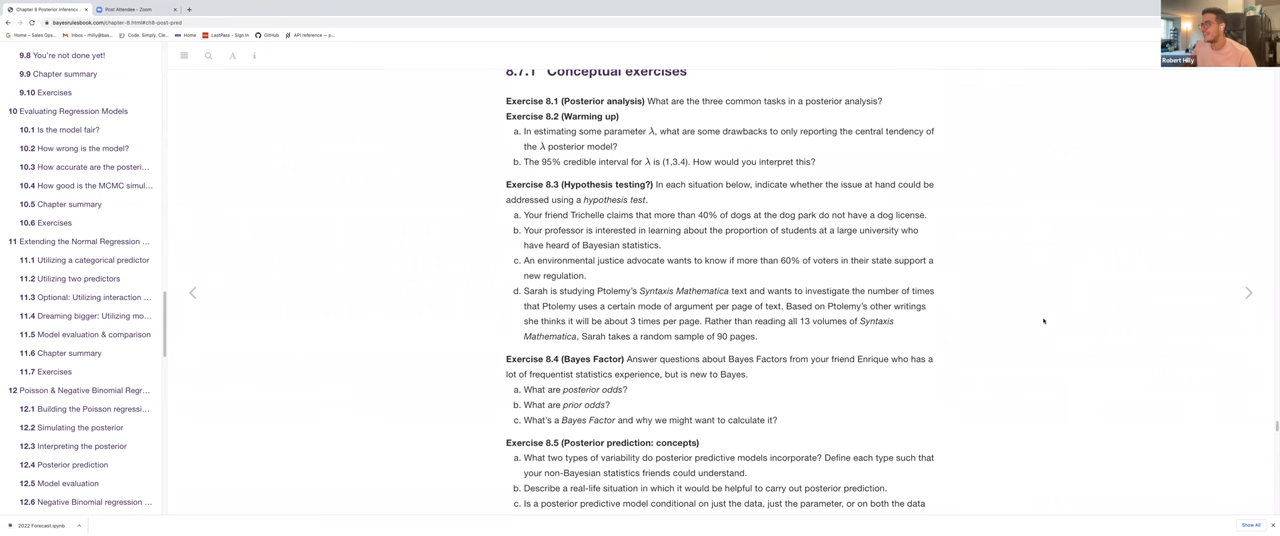 Chapter 8 Posterior Inference
Post Attendee - Zoom
bayesrulesbook.com/chapter-8.html#ch8-post-pred
Home – Sales Ops...
Inbox - rhilly@bas...
Code, Simply. Cle...
Home
LastPass - Sign In
GitHub
API reference — p...
Robert Hilly
9.8 You're not done yet!
9.9 Chapter summary
9.10 Exercises
10 Evaluating Regression Models
10.1 Is the model fair?
10.2 How wrong is the model?
10.3 How accurate are the posteri...
10.4 How good is the MCMC simul...
10.5 Chapter summary
10.6 Exercises
11 Extending the Normal Regression ...
11.1 Utilizing a categorical predictor
11.2 Utilizing two predictors
11.3 Optional: Utilizing interaction ...
11.4 Dreaming bigger: Utilizing mo...
11.5 Model evaluation & comparison
11.6 Chapter summary
11.7 Exercises
12 Poisson & Negative Binomial Regr...
12.1 Building the Poisson regressi...
12.2 Simulating the posterior
12.3 Interpreting the posterior
12.4 Posterior prediction
12.5 Model evaluation
12.6 Negative Binomial regression ...
8.7.1 Conceptual exercises
Exercise 8.1 (Posterior analysis) What are the three common tasks in a posterior analysis?
Exercise 8.2 (Warming up)
a. In estimating some parameter λ, what are some drawbacks to only reporting the central tendency of
the λ posterior model?
b. The 95% credible interval for λ is (1,3.4). How would you interpret this?
Exercise 8.3 (Hypothesis testing?) In each situation below, indicate whether the issue at hand could be
addressed using a hypothesis test.
a. Your friend Trichelle claims that more than 40% of dogs at the dog park do not have a dog license.
b. Your professor is interested in learning about the proportion of students at a large university who
have heard of Bayesian statistics.
c. An environmental justice advocate wants to know if more than 60% of voters in their state support a
new regulation.
d. Sarah is studying Ptolemy's Syntaxis Mathematica text and wants to investigate the number of times
that Ptolemy uses a certain mode of argument per page of text. Based on Ptolemy's other writings
she thinks it will be about 3 times per page. Rather than reading all 13 volumes of Syntaxis
Mathematica, Sarah takes a random sample of 90 pages.
Exercise 8.4 (Bayes Factor) Answer questions about Bayes Factors from your friend Enrique who has a
lot of frequentist statistics experience, but is new to Bayes.
a. What are posterior odds?
b. What are prior odds?
c. What's a Bayes Factor and why we might want to calculate it?
Exercise 8.5 (Posterior prediction: concepts)
a. What two types of variability do posterior predictive models incorporate? Define each type such that
your non-Bayesian statistics friends could understand.
b. Describe a real-life situation in which it would be helpful to carry out posterior prediction.
c. Is a posterior predictive model conditional on just the data, just the parameter, or on both the data
2022 Forecast.ipynb
Show All